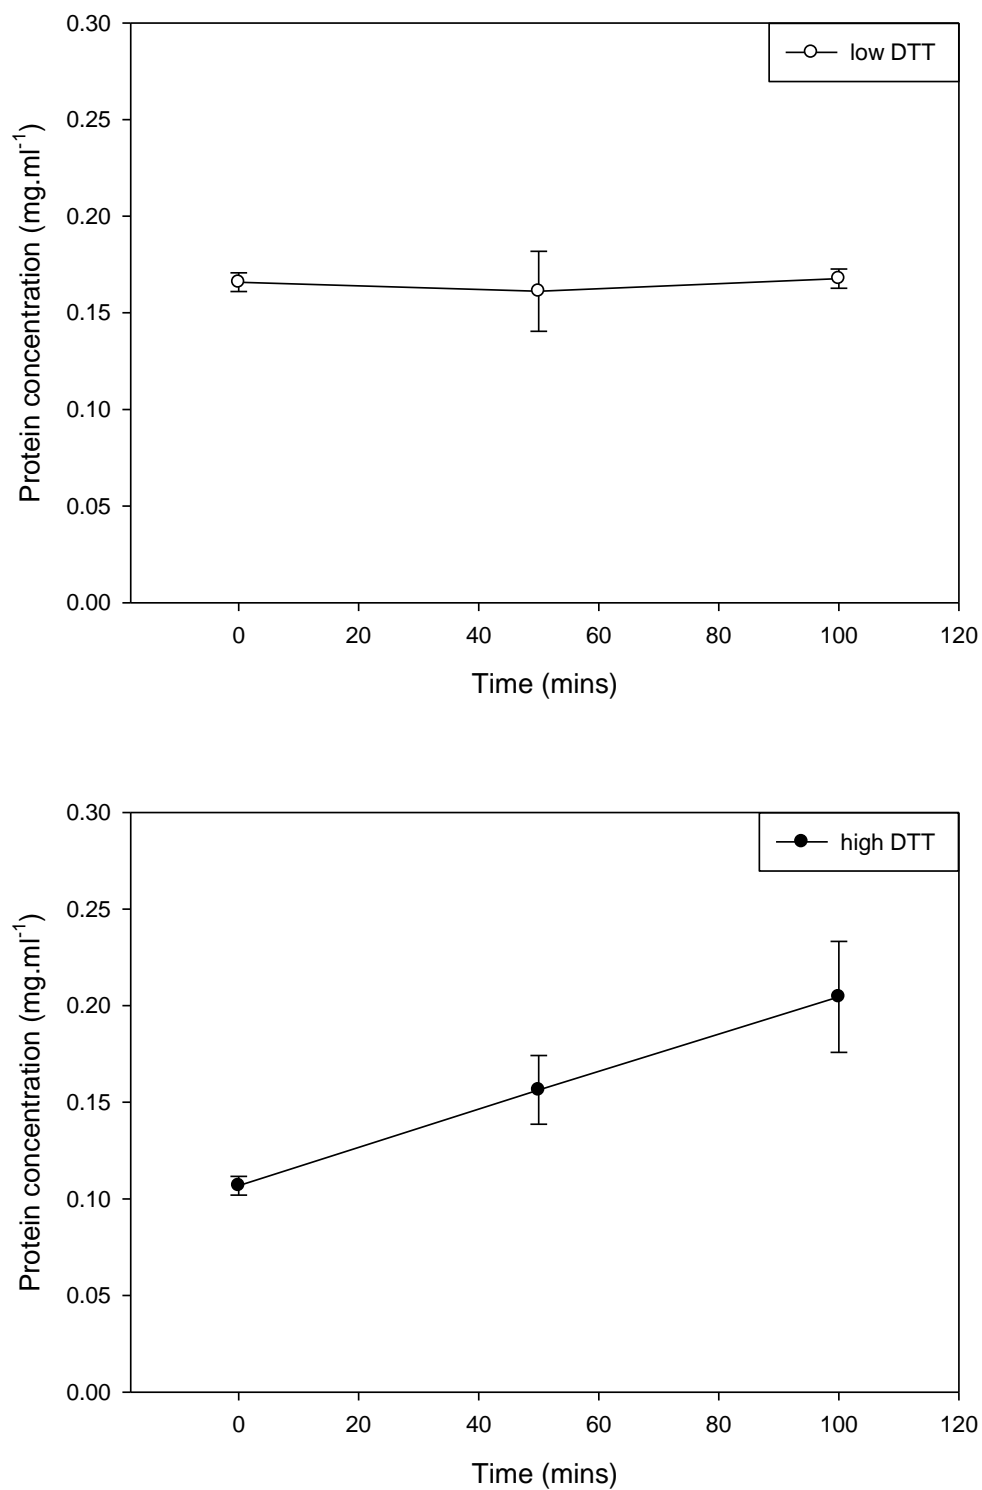 0.30
low DTT
0.25
0.20
0.15
0.10
0.05
0.00
Protein concentration (mg.ml⁻¹)
0 20 40 60 80 100 120
Time (mins)
0.30
high DTT
0.25
0.20
0.15
0.10
0.05
0.00
Protein concentration (mg.ml⁻¹)
0 20 40 60 80 100 120
Time (mins)